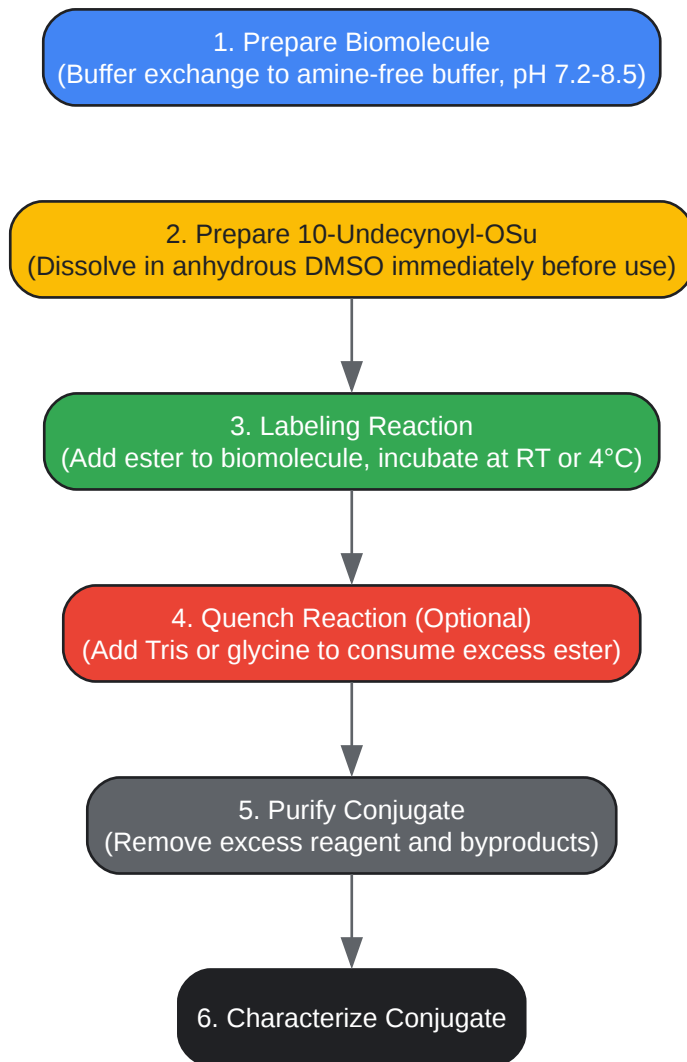 1. Prepare Biomolecule
(Buffer exchange to amine-free buffer, pH 7.2-8.5)
2. Prepare 10-Undecynoyl-OSu
(Dissolve in anhydrous DMSO immediately before use)
3. Labeling Reaction
(Add ester to biomolecule, incubate at RT or 4°C)
4. Quench Reaction (Optional)
(Add Tris or glycine to consume excess ester)
5. Purify Conjugate
(Remove excess reagent and byproducts)
6. Characterize Conjugate